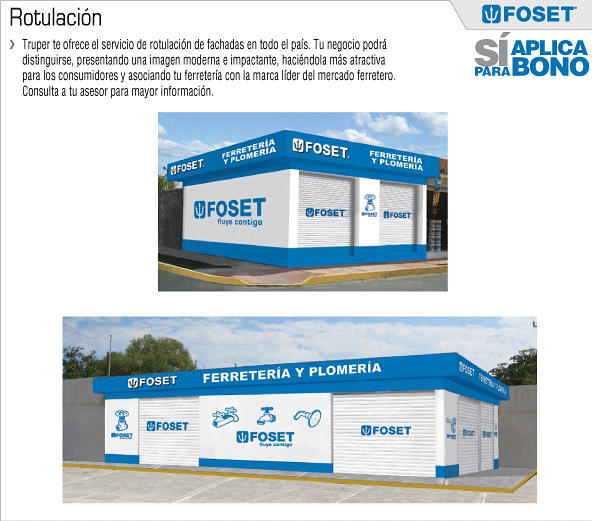 Rotulación
FOSET®
SÍ APLICA
PARA BONO
› Truper te ofrece el servicio de rotulación de fachadas en todo el país. Tu negocio podrá
distinguirse, presentando una imagen moderna e impactante, haciéndola más atractiva
para los consumidores y asociando tu ferretería con la marca líder del mercado ferretero.
Consulta a tu asesor para mayor información.
FOSET®
FERRETERÍA
Y PLOMERÍA
FOSET®
FERRETERÍA
Y PLOMERÍA
FOSET
fluye contigo
FOSET
FOSET
FOSET
FERRETERÍA Y PLOMERÍA
FOSET
FOSET
FOSET
fluye contigo
FOSET